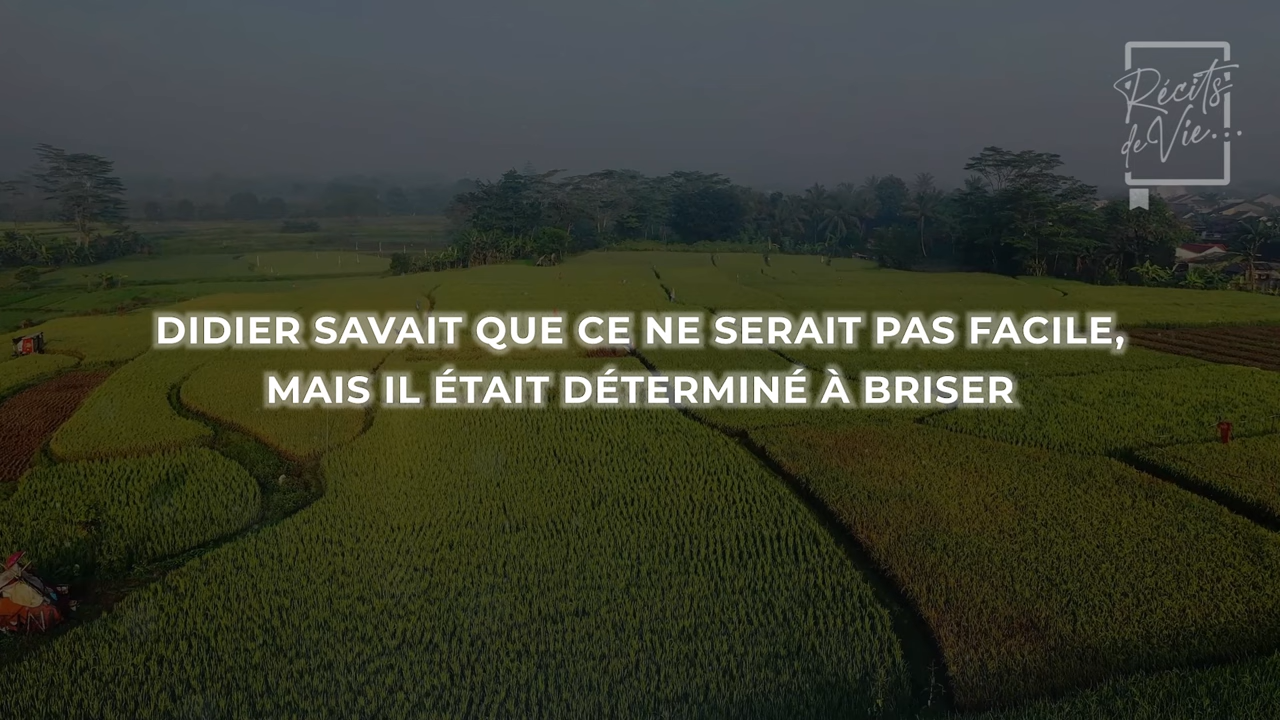 Récits
de Vie...
DIDIER SAVAIT QUE CE NE SERAIT PAS FACILE,
MAIS IL ÉTAIT DÉTERMINÉ À BRISER